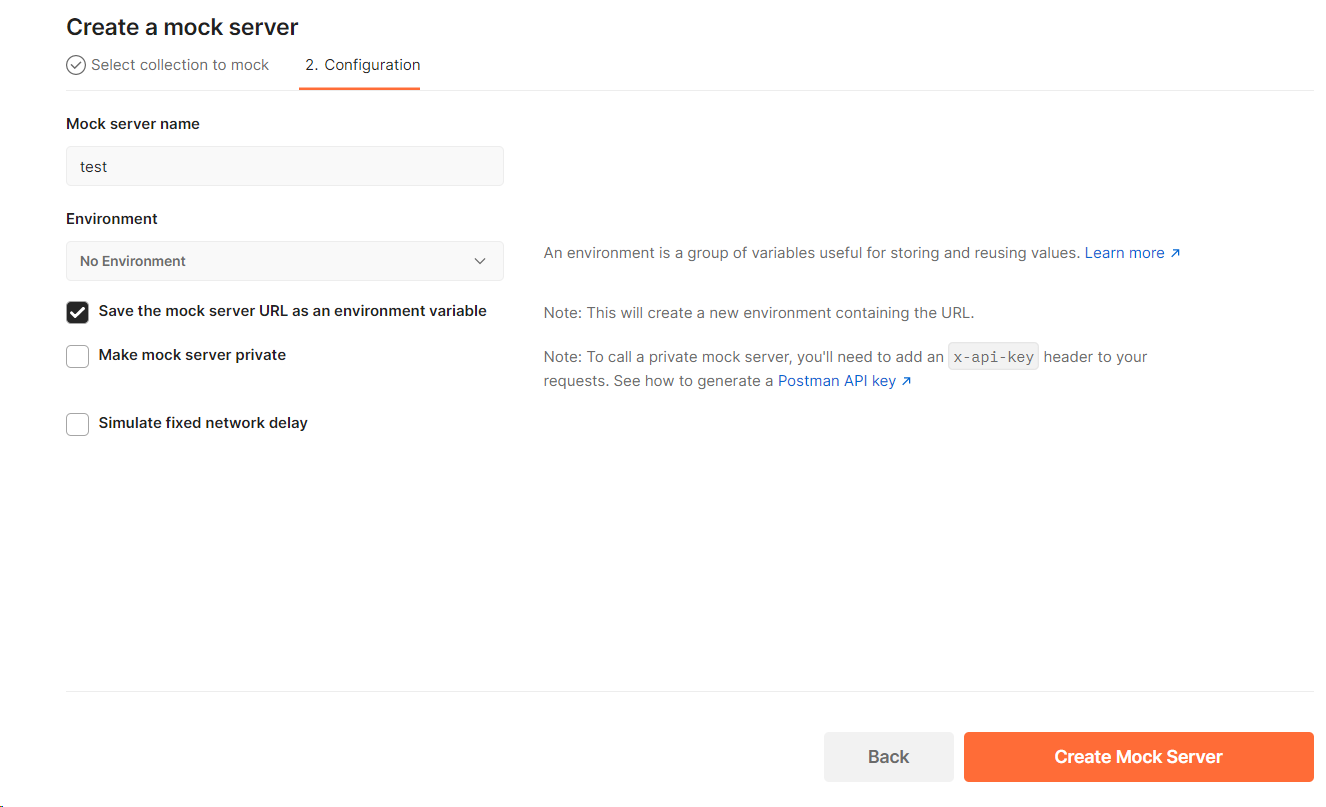 Create a mock server
Select collection to mock
2. Configuration
Mock server name
test
Environment
No Environment
An environment is a group of variables useful for storing and reusing values. Learn more ↗
Save the mock server URL as an environment variable
Note: This will create a new environment containing the URL.
Make mock server private
Note: To call a private mock server, you'll need to add an x-api-key header to your
requests. See how to generate a Postman API key ↗
Simulate fixed network delay
Back
Create Mock Server